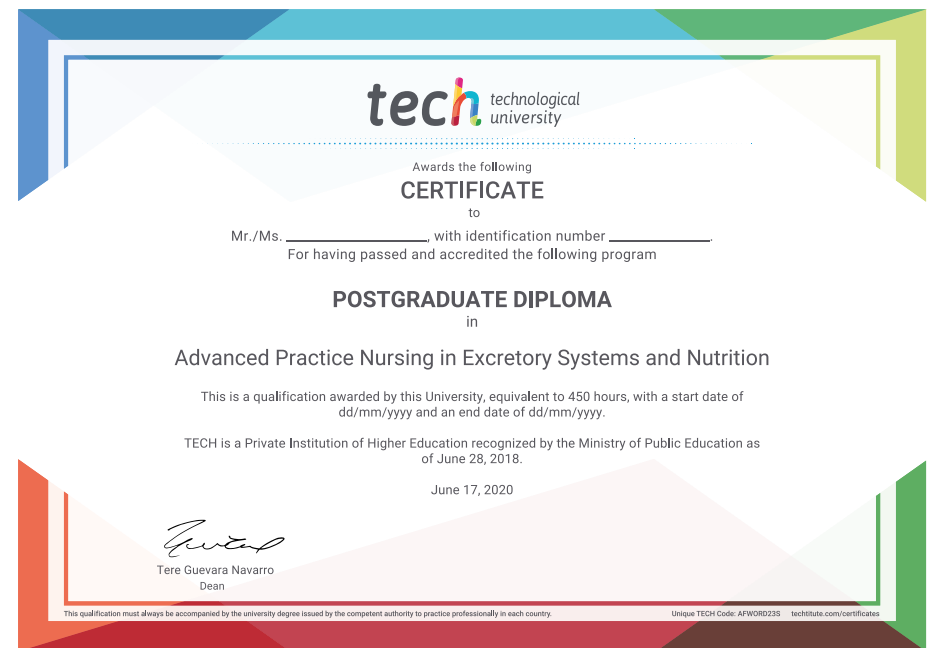 tech technological
university
Awards the following
CERTIFICATE
to
Mr./Ms. ____________________, with identification number ______________.
For having passed and accredited the following program
POSTGRADUATE DIPLOMA
in
Advanced Practice Nursing in Excretory Systems and Nutrition
This is a qualification awarded by this University, equivalent to 450 hours, with a start date of
dd/mm/yyyy and an end date of dd/mm/yyyy.
TECH is a Private Institution of Higher Education recognized by the Ministry of Public Education as
of June 28, 2018.
June 17, 2020
Tere Guevara Navarro
Dean
This qualification must always be accompanied by the university degree issued by the competent authority to practice professionally in each country. Unique TECH Code: AFWORD23S techtitute.com/certificates